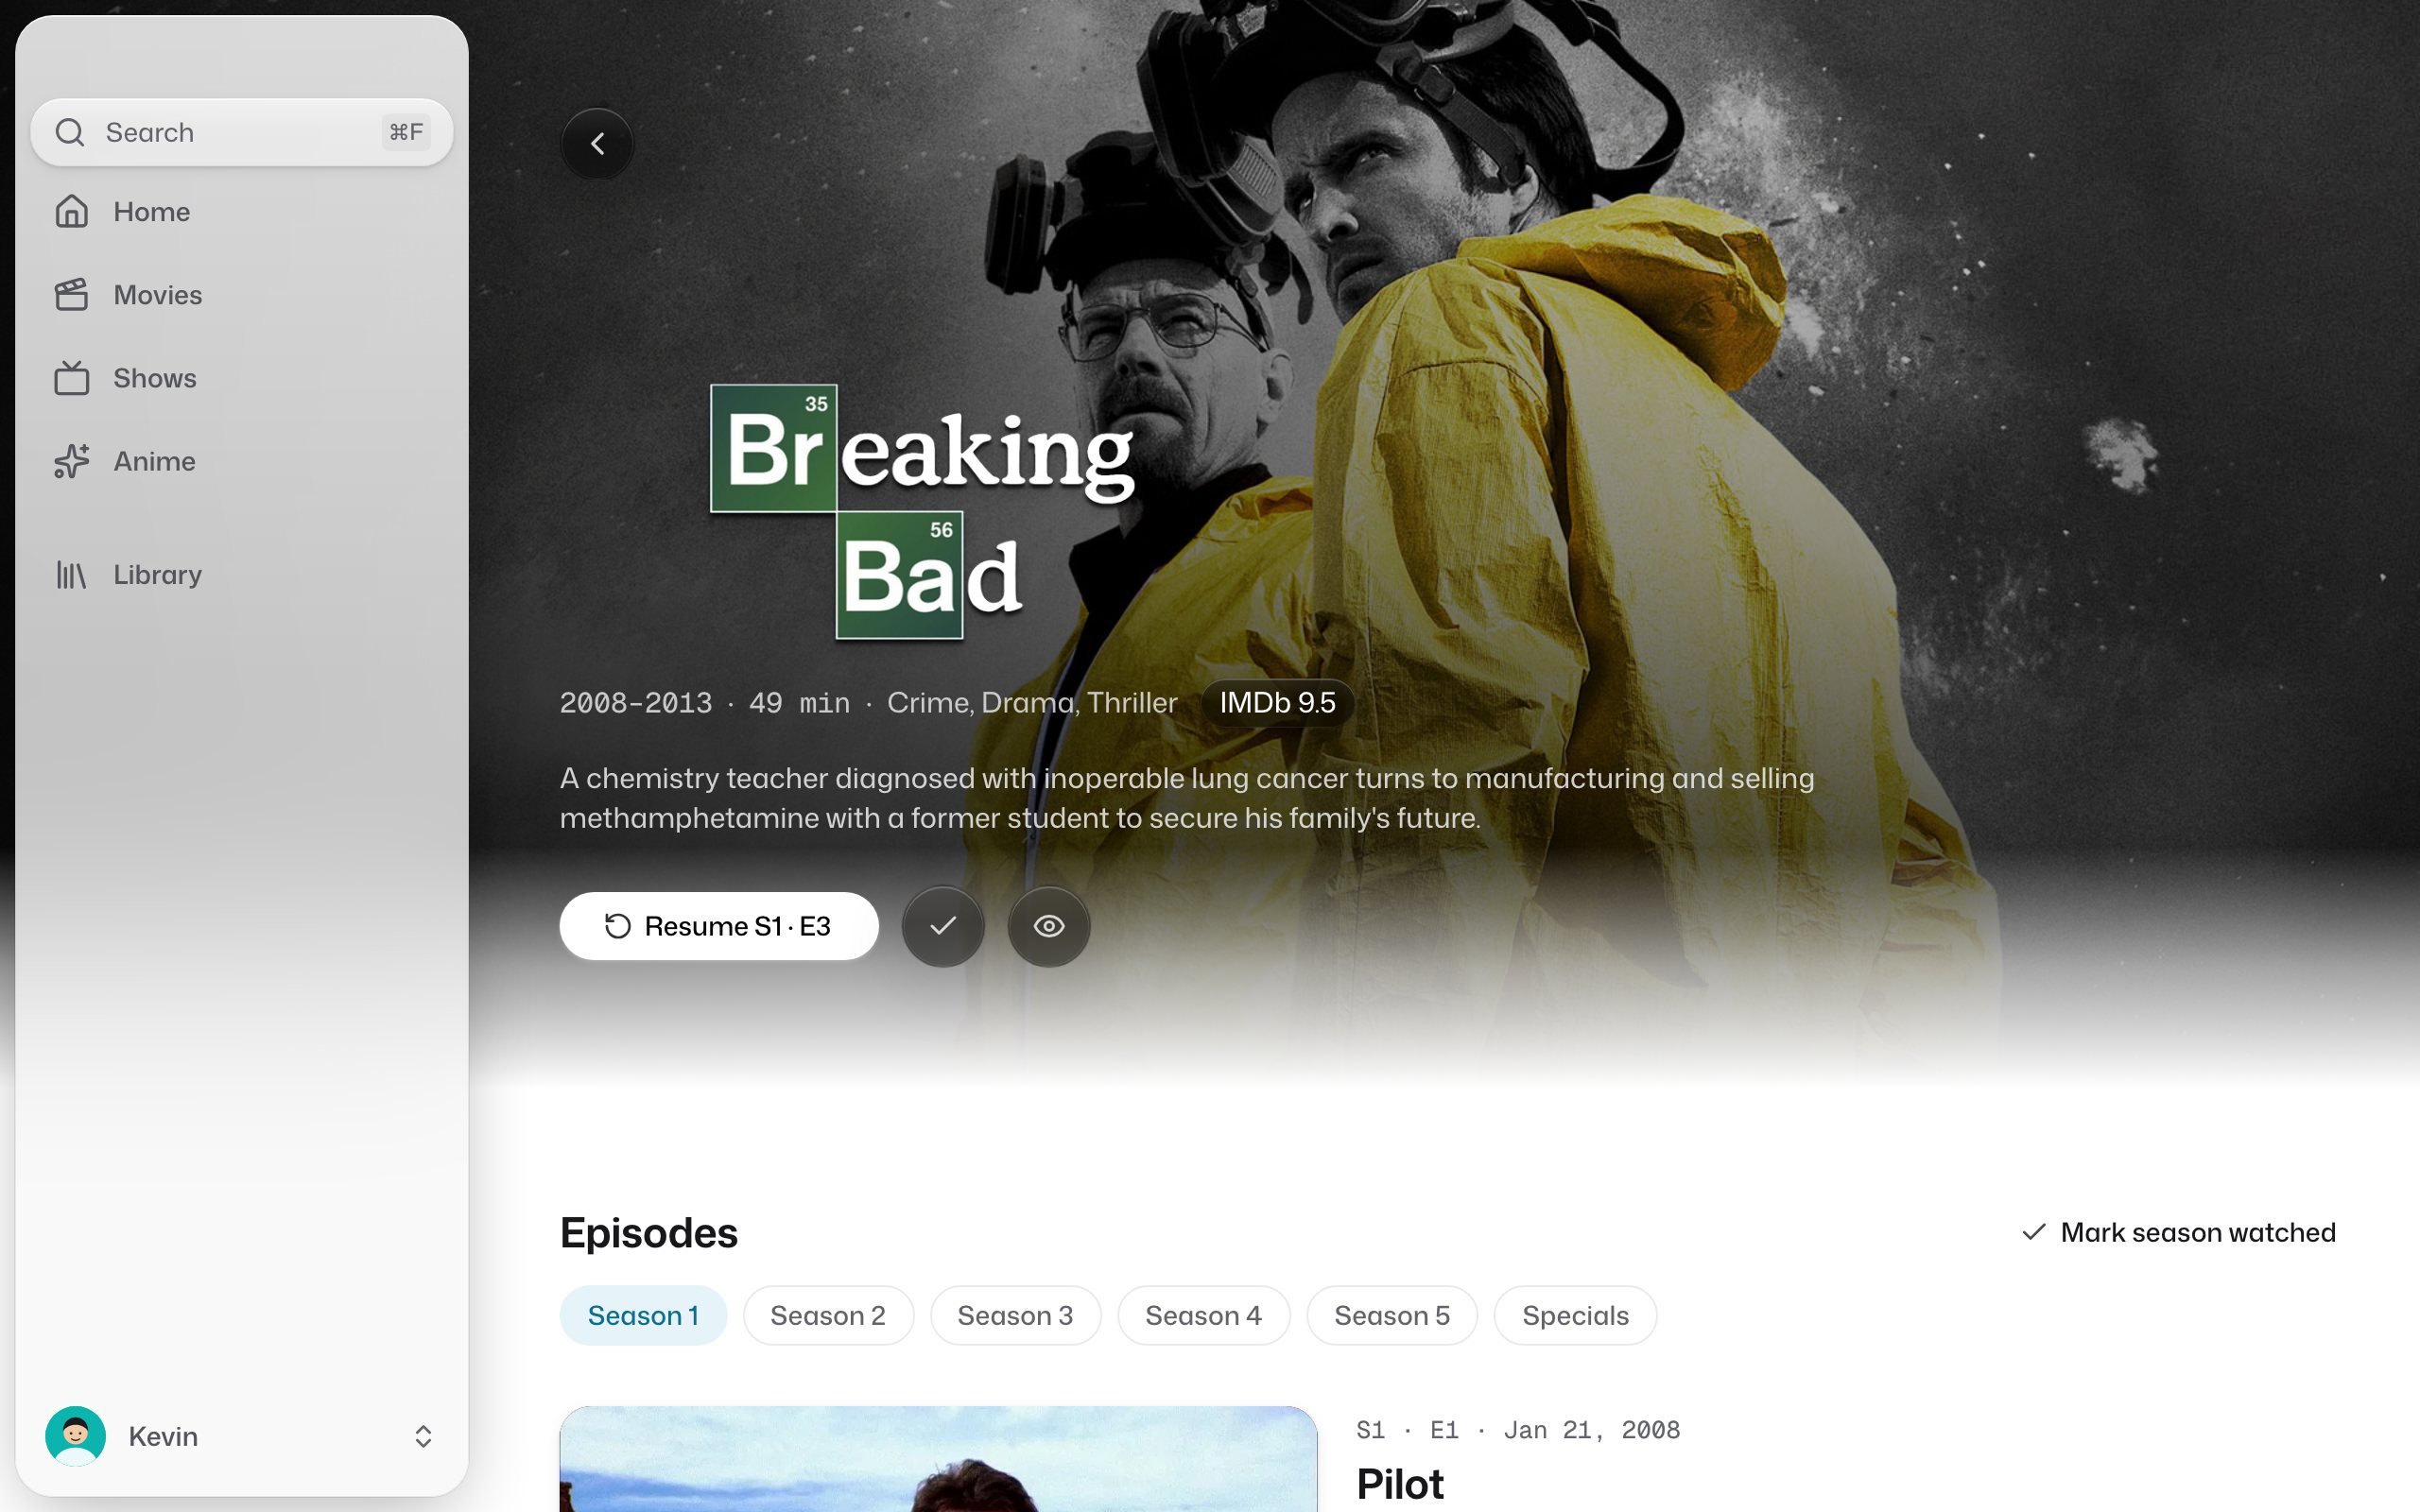 Search ⌘F
Home
Movies
Shows
Anime
Library
Kevin
35
Breaking
56
Bad
2008–2013 · 49 min · Crime, Drama, Thriller IMDb 9.5
A chemistry teacher diagnosed with inoperable lung cancer turns to manufacturing and selling
methamphetamine with a former student to secure his family's future.
Resume S1 · E3
Episodes
Mark season watched
Season 1 Season 2 Season 3 Season 4 Season 5 Specials
S1 · E1 · Jan 21, 2008
Pilot